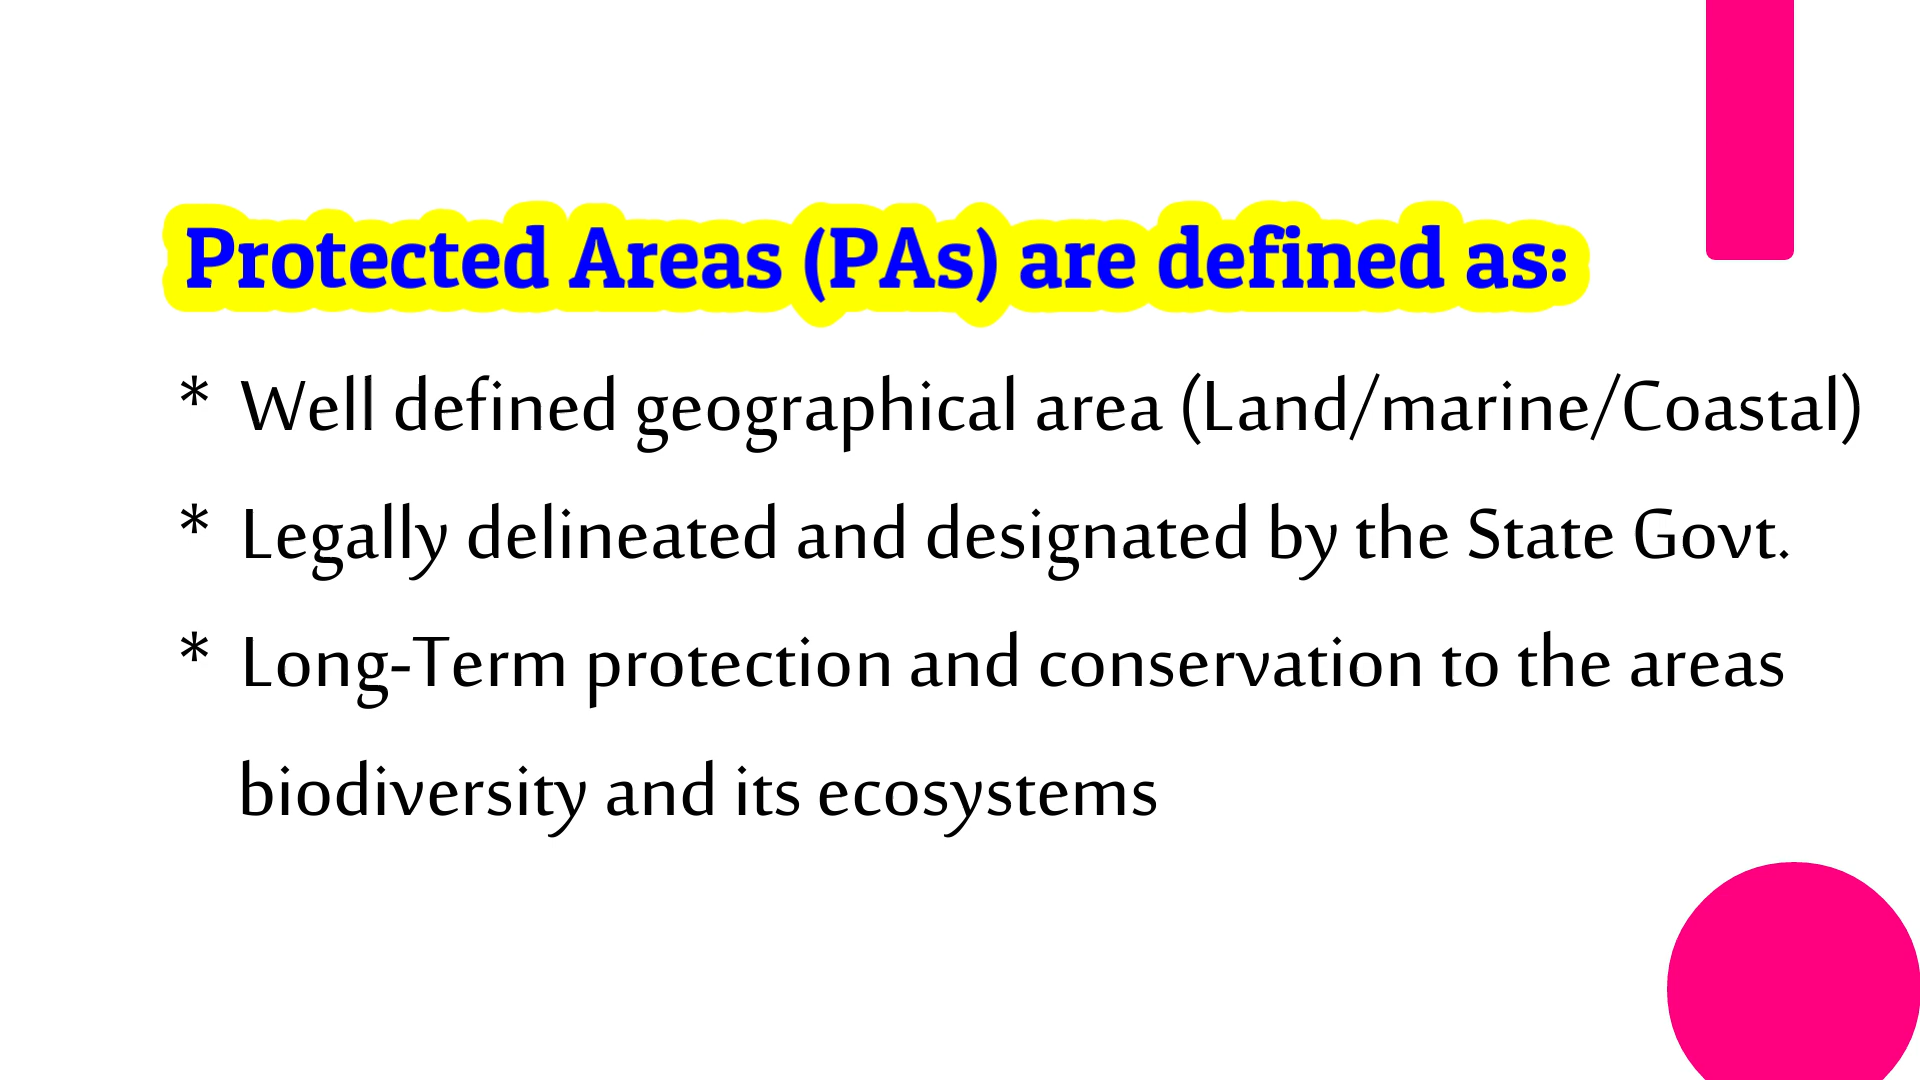 Protected Areas (PAs) are defined as:
* Well defined geographical area (Land/marine/Coastal)
* Legally delineated and designated by the State Govt.
* Long-Term protection and conservation to the areas
biodiversity and its ecosystems